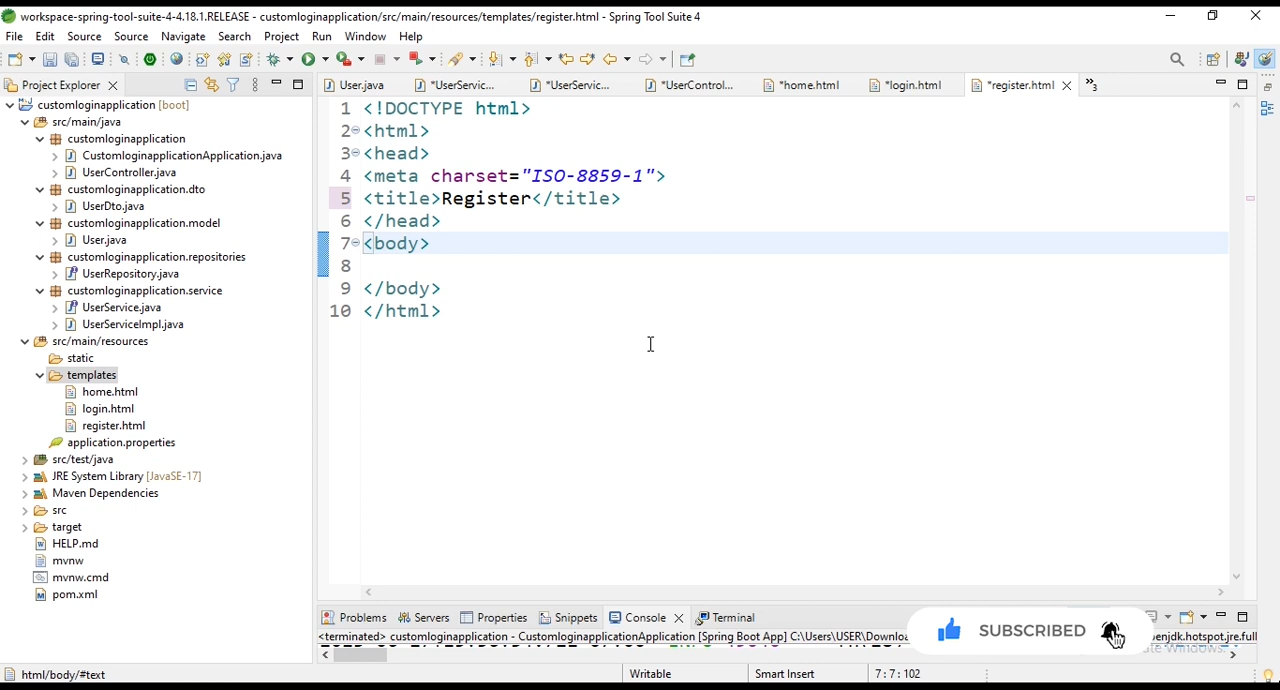 workspace-spring-tool-suite-4-4.18.1.RELEASE - customloginapplication/src/main/resources/templates/register.html - Spring Tool Suite 4
File Edit Source Source Navigate Search Project Run Window Help
Project Explorer
User.java *UserServic... *UserServic... *UserControl... *home.html *login.html *register.html »3
customloginapplication [boot]
src/main/java
customloginapplication
CustomloginapplicationApplication.java
UserController.java
customloginapplication.dto
UserDto.java
customloginapplication.model
User.java
customloginapplication.repositories
UserRepository.java
customloginapplication.service
UserService.java
UserServiceImpl.java
src/main/resources
static
templates
home.html
login.html
register.html
application.properties
src/test/java
JRE System Library [JavaSE-17]
Maven Dependencies
src
target
HELP.md
mvnw
mvnw.cmd
pom.xml
1 <!DOCTYPE html>
2 <html>
3 <head>
4 <meta charset="ISO-8859-1">
5 <title>Register</title>
6 </head>
7 <body>
8
9 </body>
10 </html>
Problems Servers Properties Snippets Console Terminal
<terminated> customloginapplication - CustomloginapplicationApplication [Spring Boot App] C:\Users\USER\Downloa
enjdk.hotspot.jre.full
SUBSCRIBED
ate Windows.
html/body/#text Writable Smart Insert 7 : 7 : 102